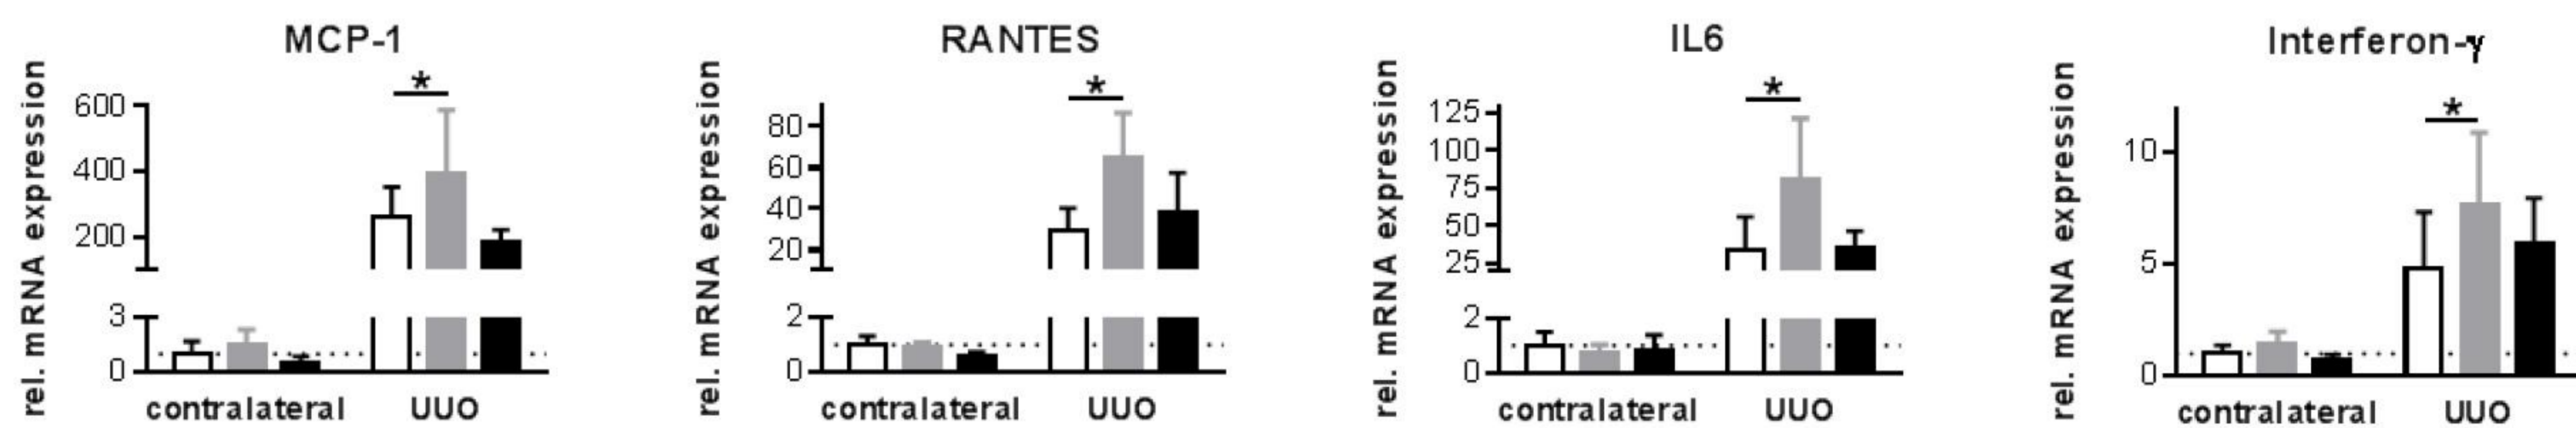 MCP-1
rel. mRNA expression
600
400
200
3
0
*
contralateral UUO
RANTES
rel. mRNA expression
80
60
40
20
2
0
*
contralateral UUO
IL6
rel. mRNA expression
125
100
75
50
25
2
0
*
contralateral UUO
Interferon-γ
rel. mRNA expression
10
5
0
*
contralateral UUO